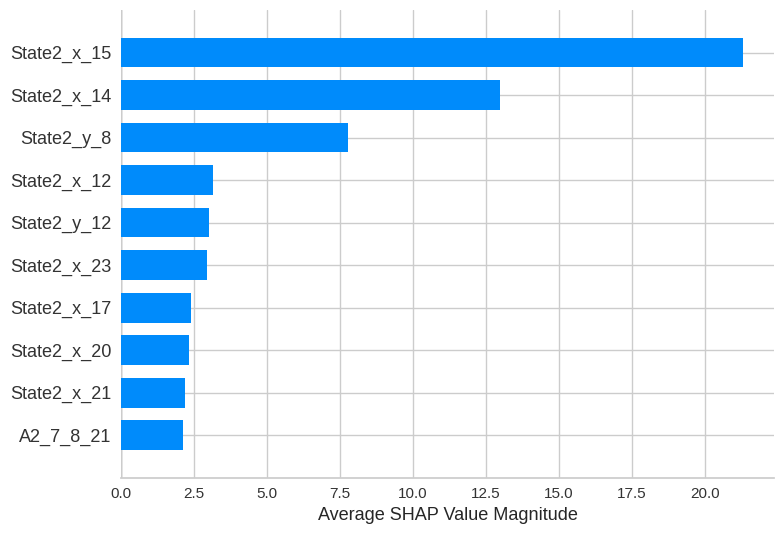 State2_x_15
State2_x_14
State2_y_8
State2_x_12
State2_y_12
State2_x_23
State2_x_17
State2_x_20
State2_x_21
A2_7_8_21
0.0 2.5 5.0 7.5 10.0 12.5 15.0 17.5 20.0
Average SHAP Value Magnitude